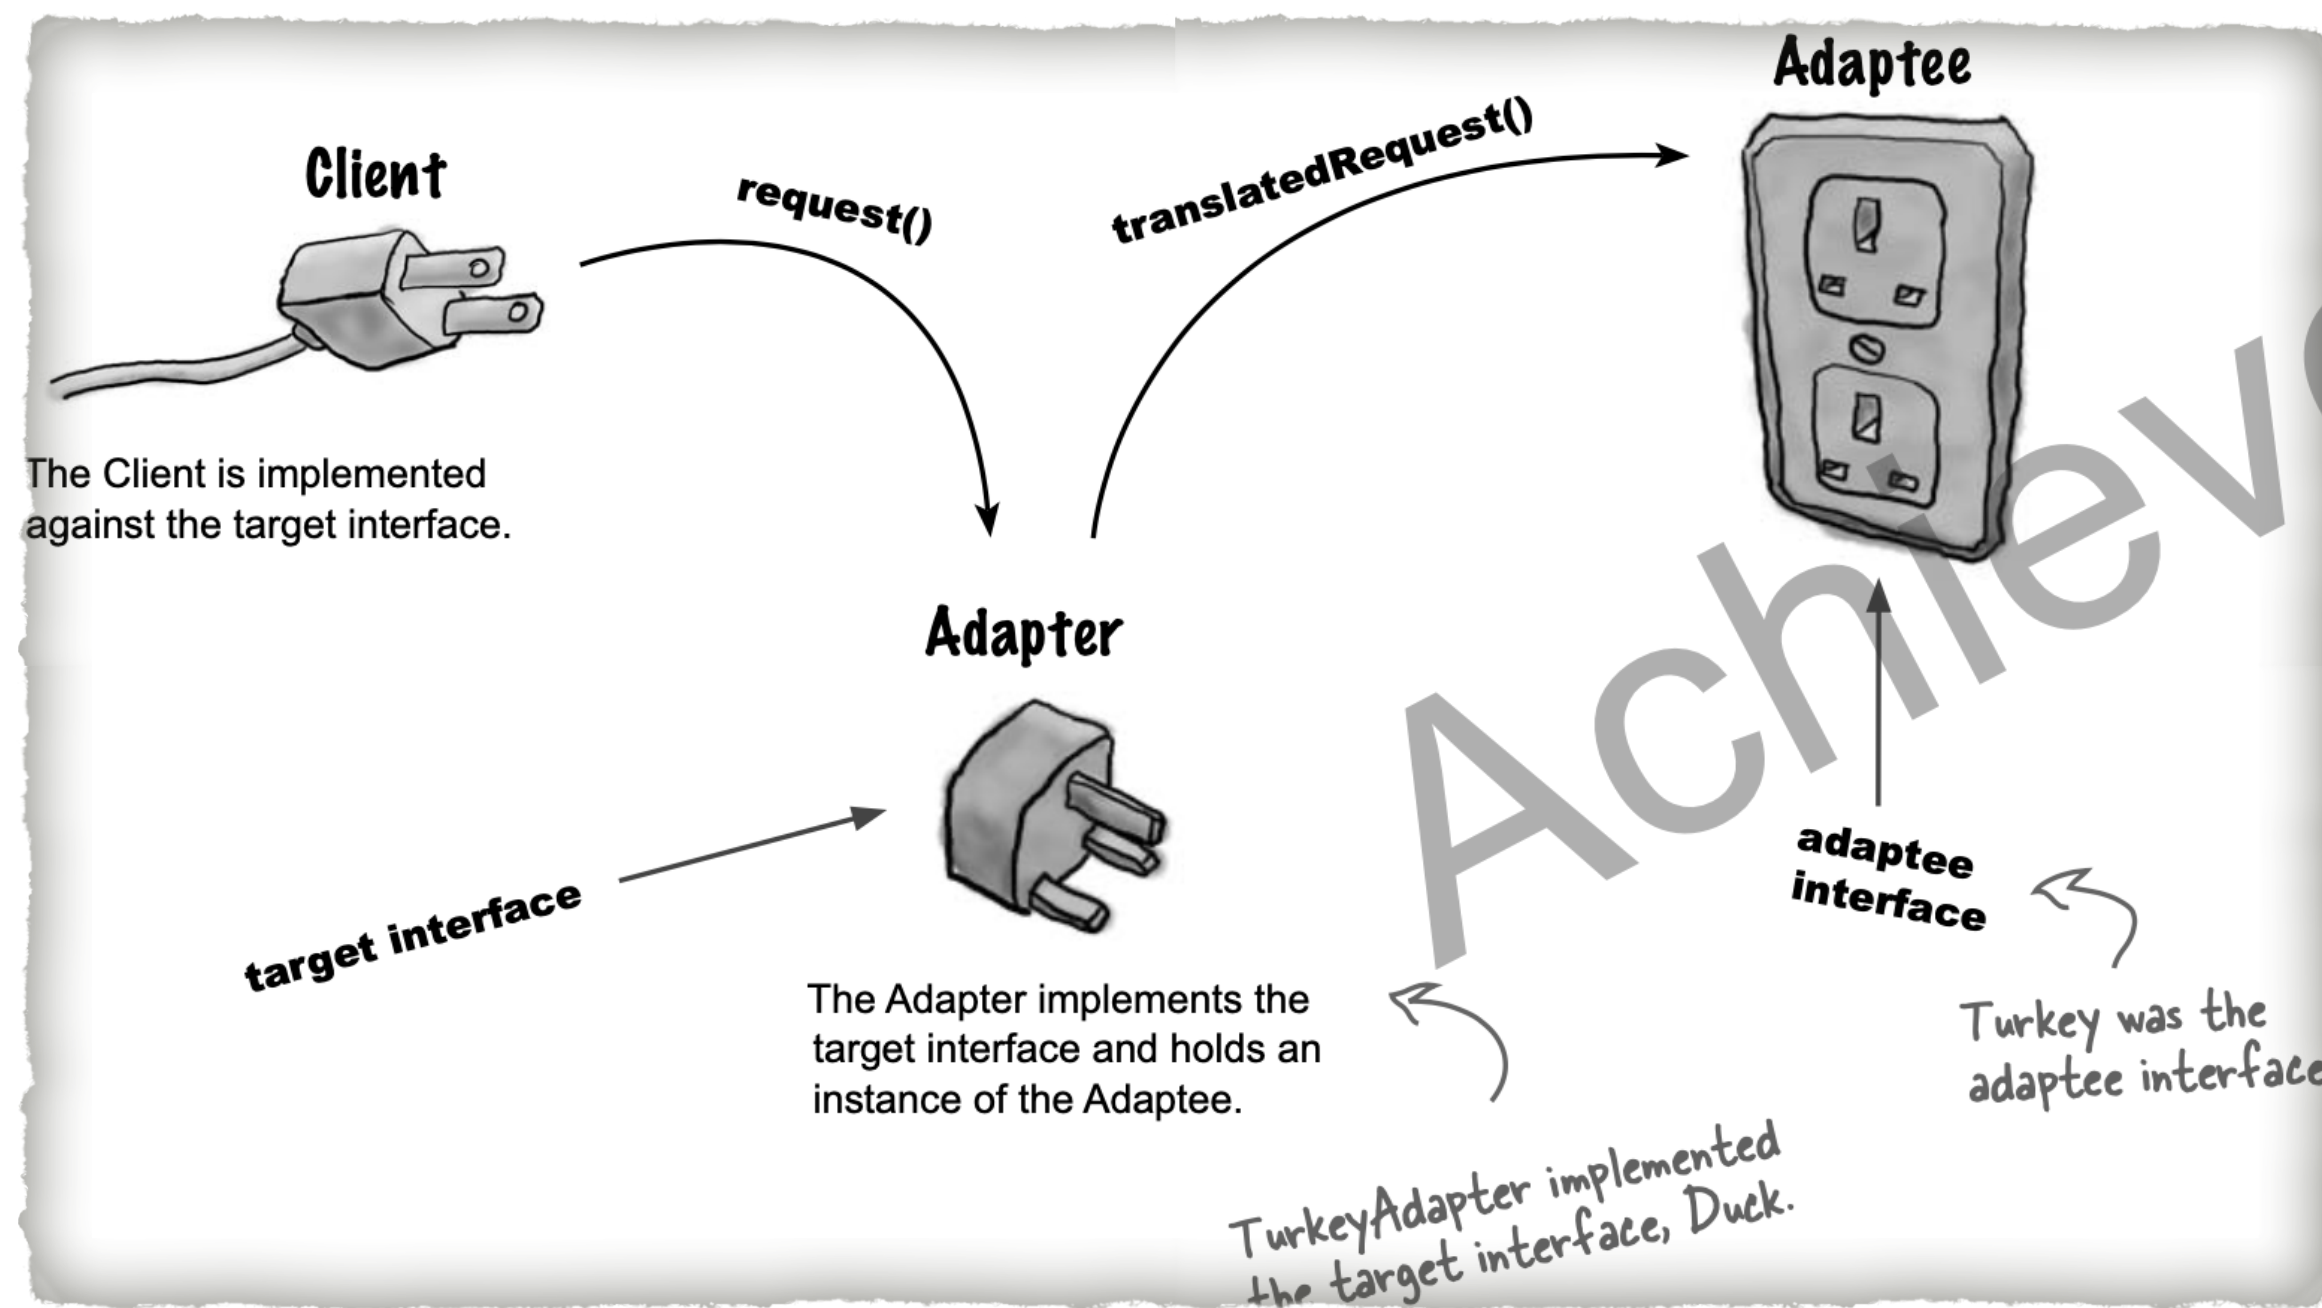 Adaptee
Client
request()
translatedRequest()
The Client is implemented
against the target interface.
Adapter
target interface
adaptee
interface
The Adapter implements the
target interface and holds an
instance of the Adaptee.
Turkey was the
adaptee interface
TurkeyAdapter implemented
the target interface, Duck.
Achiev